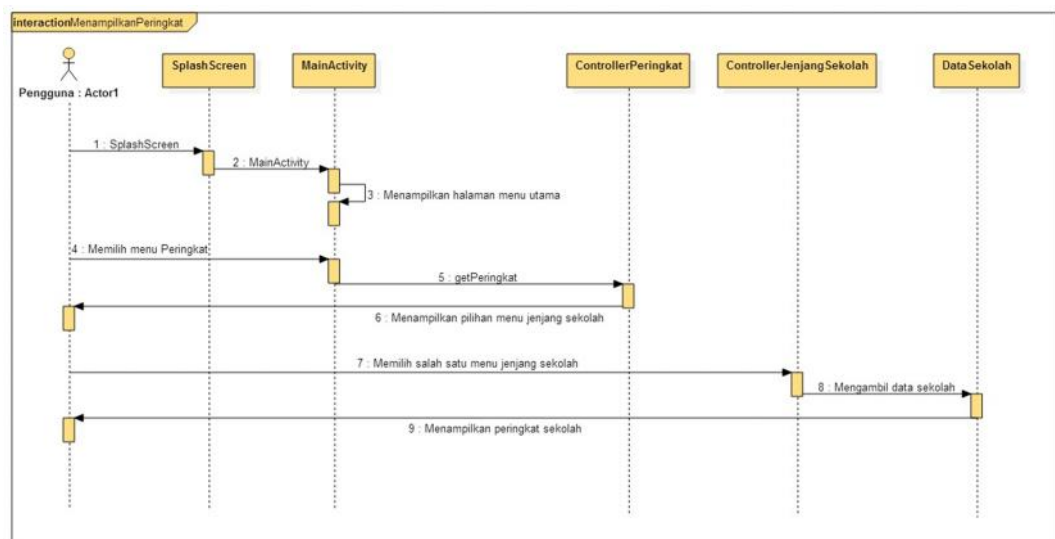 interactionMenampilkanPeringkat
SplashScreen
MainActivity
ControllerPeringkat
ControllerJenjangSekolah
DataSekolah
Pengguna : Actor1
1 : SplashScreen
2 : MainActivity
3 : Menampilkan halaman menu utama
4 : Memilih menu Peringkat
5 : getPeringkat
6 : Menampilkan pilihan menu jenjang sekolah
7 : Memilih salah satu menu jenjang sekolah
8 : Mengambil data sekolah
9 : Menampilkan peringkat sekolah